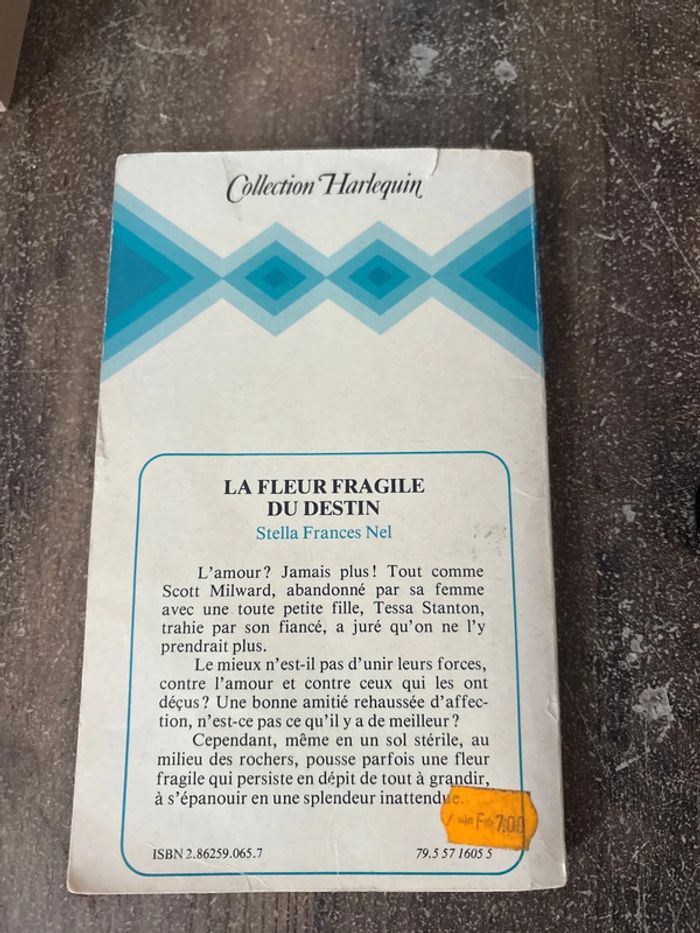 Collection Harlequin
LA FLEUR FRAGILE
DU DESTIN
Stella Frances Nel
L'amour? Jamais plus! Tout comme
Scott Milward, abandonné par sa femme
avec une toute petite fille, Tessa Stanton,
trahie par son fiancé, a juré qu'on ne l'y
prendrait plus.
Le mieux n'est-il pas d'unir leurs forces,
contre l'amour et contre ceux qui les ont
déçus? Une bonne amitié rehaussée d'affec-
tion, n'est-ce pas ce qu'il y a de meilleur?
Cependant, même en un sol stérile, au
milieu des rochers, pousse parfois une fleur
fragile qui persiste en dépit de tout à grandir,
à s'épanouir en une splendeur inattendue.
7.00
ISBN 2.86259.065.7
79.5 57 1605 5